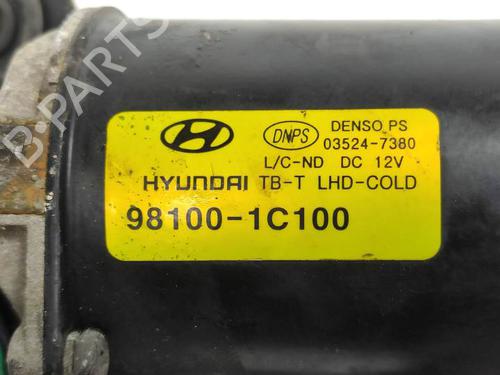 DNPS DENSO PS
03524-7380
L/C-ND DC 12V
HYUNDAI TB-T LHD-COLD
98100-1C100
B-PARTS